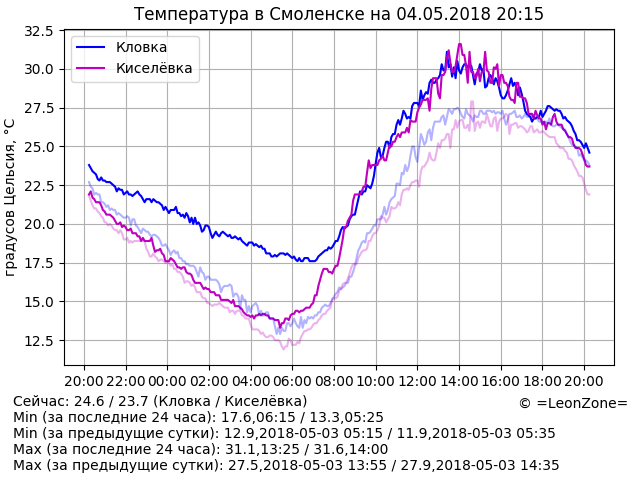 Температура в Смоленске на 04.05.2018 20:15
градусов Цельсия, °C
32.5
30.0
27.5
25.0
22.5
20.0
17.5
15.0
12.5
Кловка
Киселёвка
20:00 22:00 00:00 02:00 04:00 06:00 08:00 10:00 12:00 14:00 16:00 18:00 20:00
Сейчас: 24.6 / 23.7 (Кловка / Киселёвка)
© =LeonZone=
Min (за последние 24 часа): 17.6,06:15 / 13.3,05:25
Min (за предыдущие сутки): 12.9,2018-05-03 05:15 / 11.9,2018-05-03 05:35
Max (за последние 24 часа): 31.1,13:25 / 31.6,14:00
Max (за предыдущие сутки): 27.5,2018-05-03 13:55 / 27.9,2018-05-03 14:35